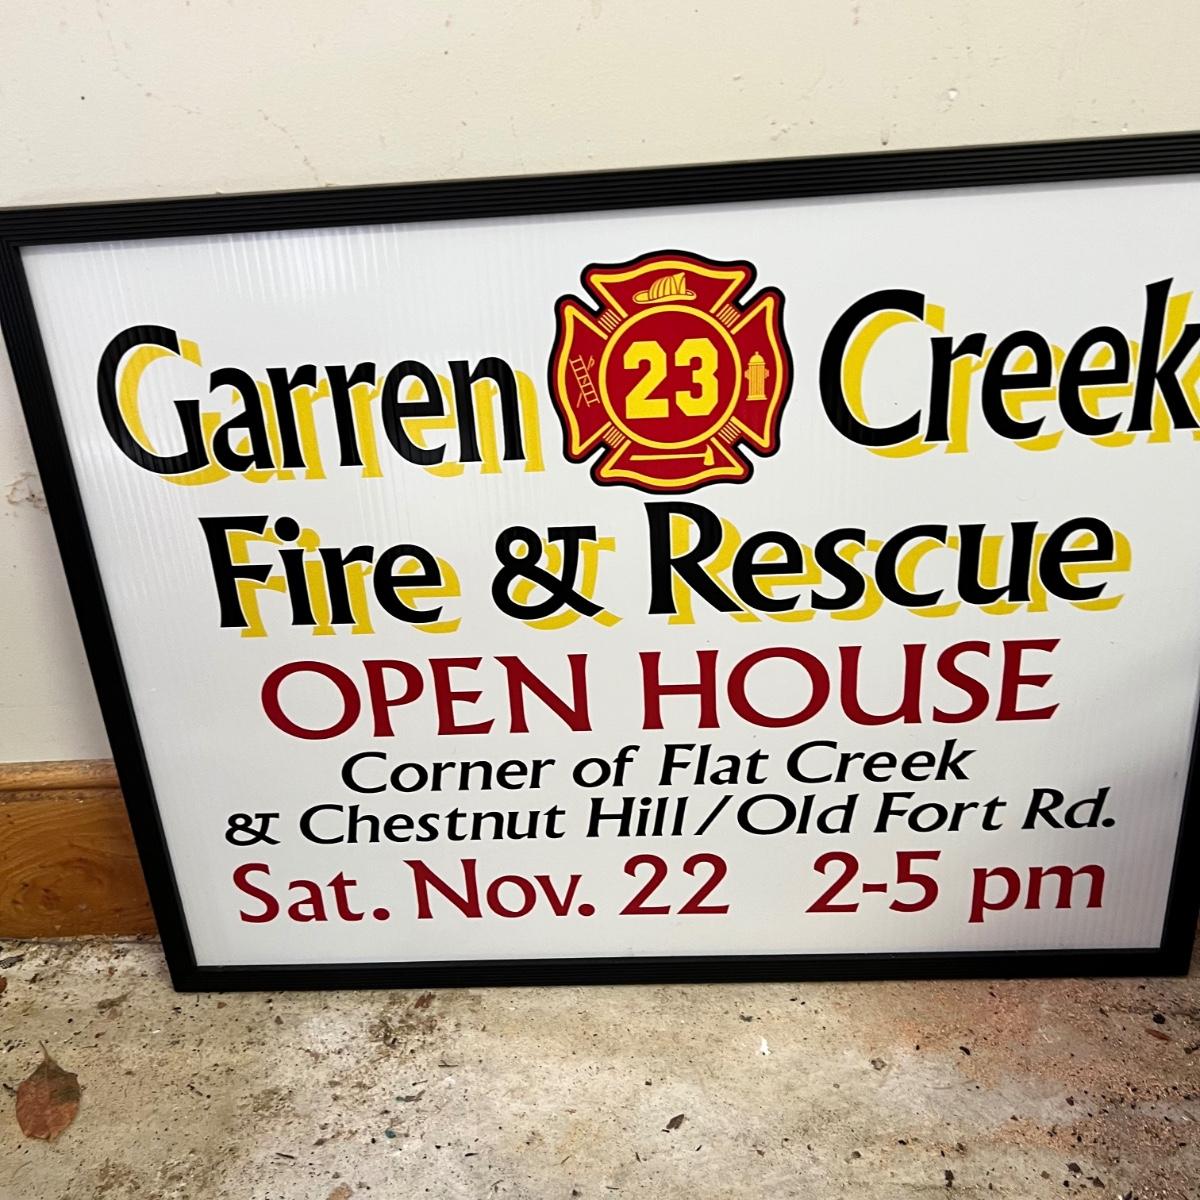 Garren 23 Creek
Fire & Rescue
OPEN HOUSE
Corner of Flat Creek
& Chestnut Hill/Old Fort Rd.
Sat. Nov. 22 2-5 pm